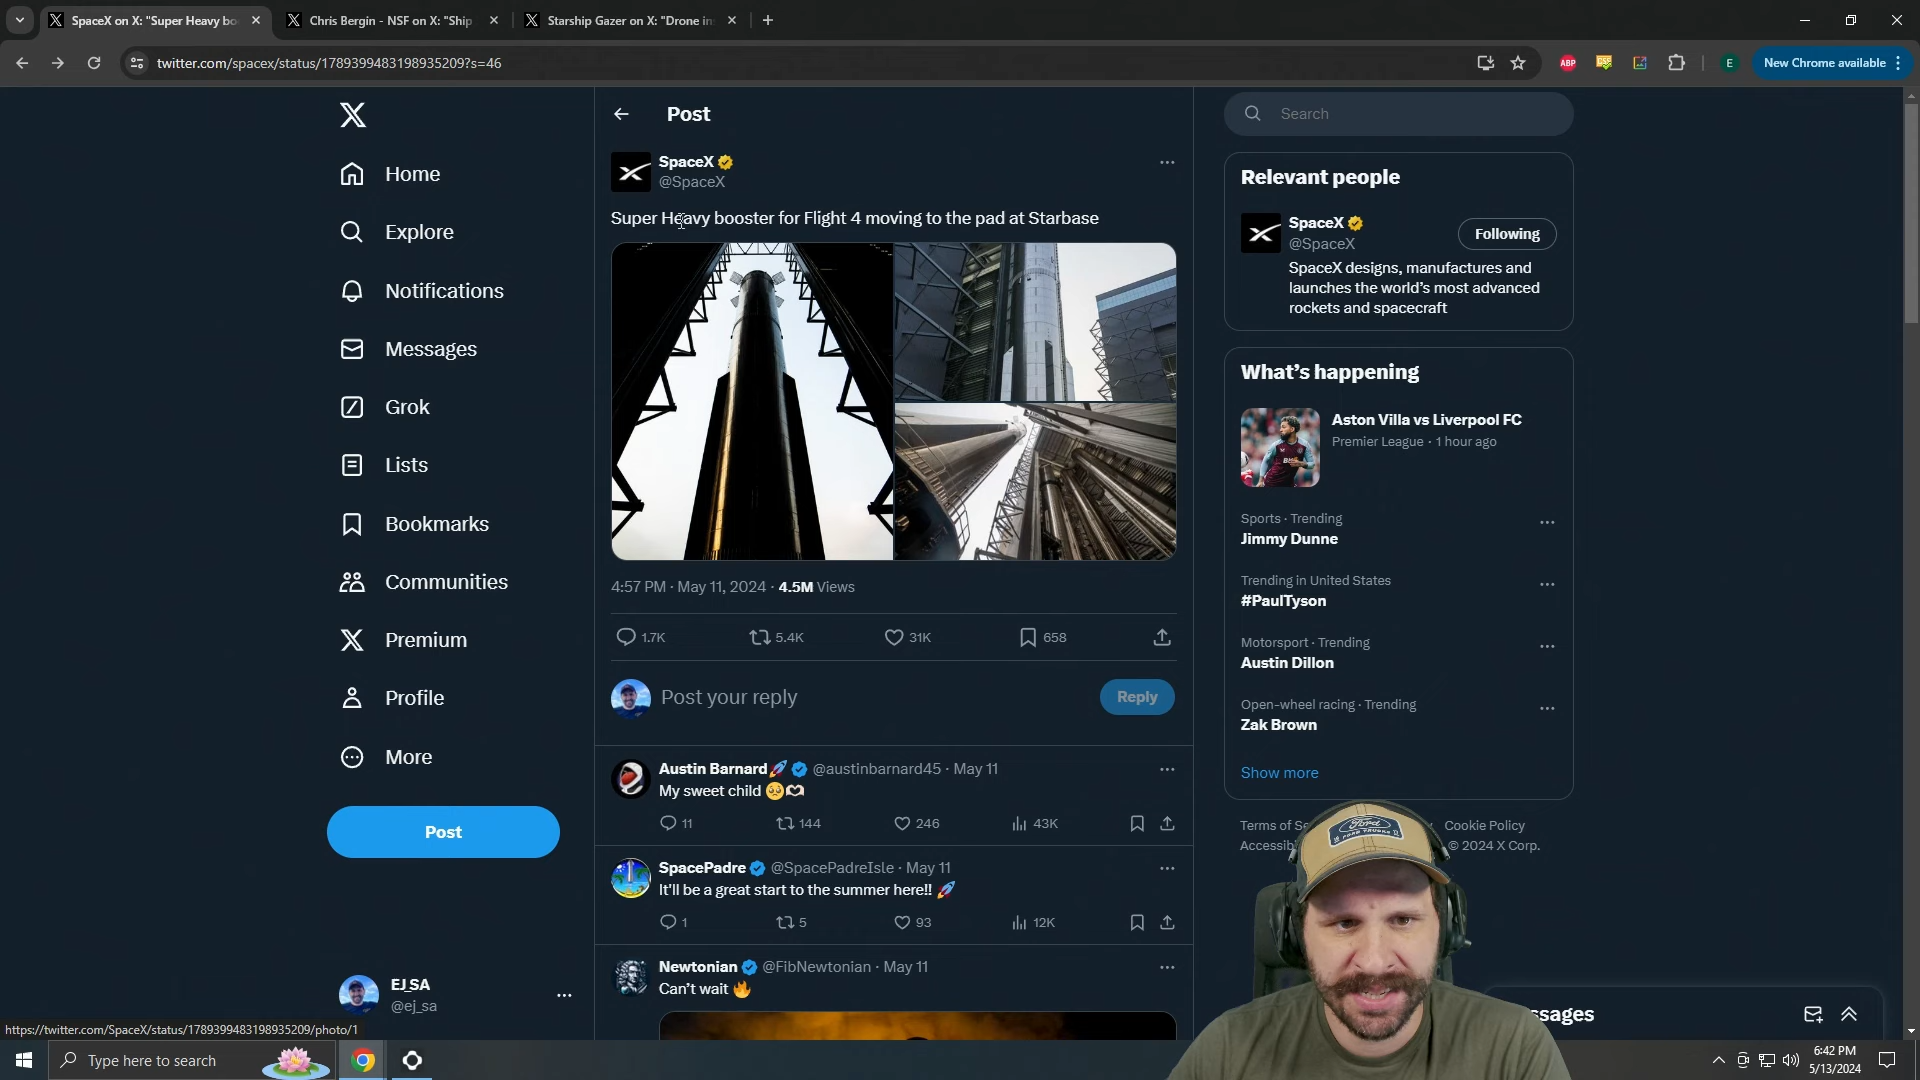 SpaceX on X: "Super Heavy bo
Chris Bergin - NSF on X: "Ship
Starship Gazer on X: "Drone in
twitter.com/spacex/status/1789399483198935209?s=46
ABP
E
New Chrome available
Home
Explore
Notifications
Messages
Grok
Lists
Bookmarks
Communities
Premium
Profile
More
Post
EJ_SA
@ej_sa
Post
SpaceX
@SpaceX
Super Heavy booster for Flight 4 moving to the pad at Starbase
4:57 PM · May 11, 2024 · 4.5M Views
1.7K 5.4K 31K 658
Post your reply
Reply
Austin Barnard🚀 @austinbarnard45 · May 11
My sweet child 🥺🫶
11 144 246 43K
SpacePadre @SpacePadreIsle · May 11
It'll be a great start to the summer here!! 🚀
1 5 93 12K
Newtonian @FibNewtonian · May 11
Can't wait 🔥
Search
Relevant people
SpaceX
@SpaceX
Following
SpaceX designs, manufactures and
launches the world's most advanced
rockets and spacecraft
What's happening
Aston Villa vs Liverpool FC
Premier League · 1 hour ago
Sports · Trending
Jimmy Dunne
Trending in United States
#PaulTyson
Motorsport · Trending
Austin Dillon
Open-wheel racing · Trending
Zak Brown
Show more
Terms of Se
Cookie Policy
Accessib
© 2024 X Corp.
Ford
ssages
https://twitter.com/SpaceX/status/1789399483198935209/photo/1
Type here to search
6:42 PM
5/13/2024